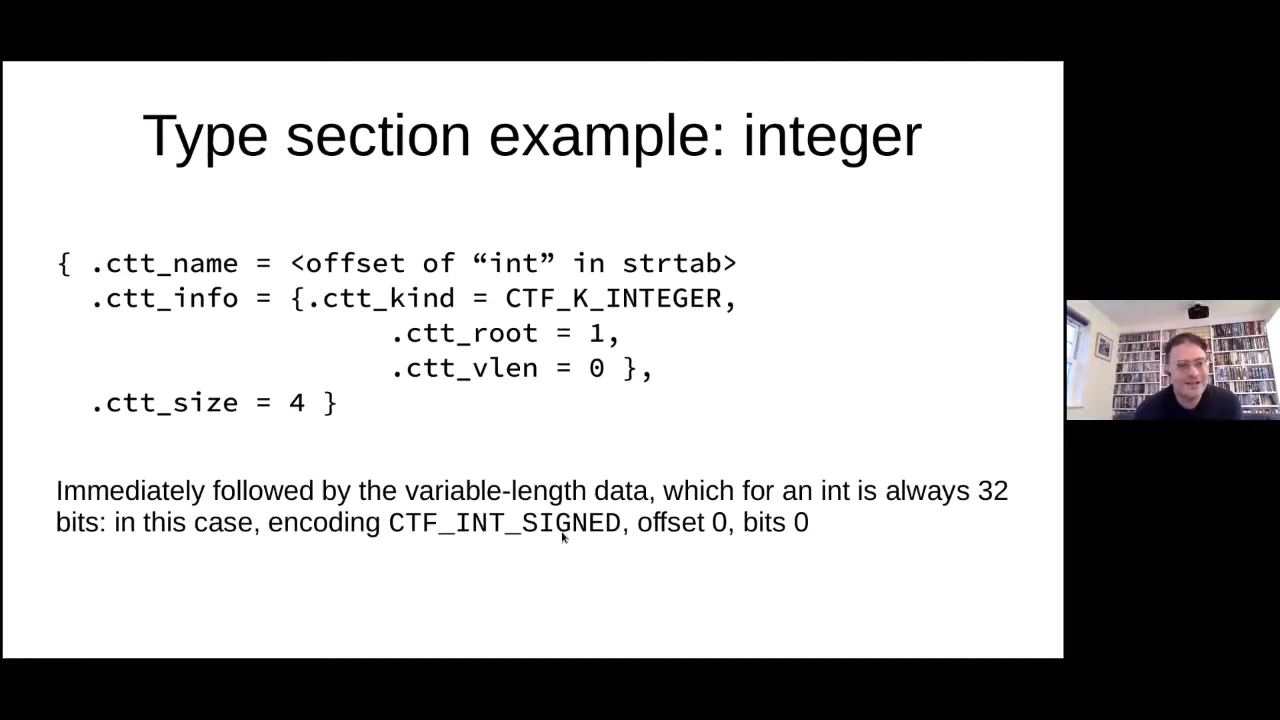 Type section example: integer
{ .ctt_name = <offset of “int” in strtab>
.ctt_info = {.ctt_kind = CTF_K_INTEGER,
.ctt_root = 1,
.ctt_vlen = 0 },
.ctt_size = 4 }
Immediately followed by the variable-length data, which for an int is always 32
bits: in this case, encoding CTF_INT_SIGNED, offset 0, bits 0